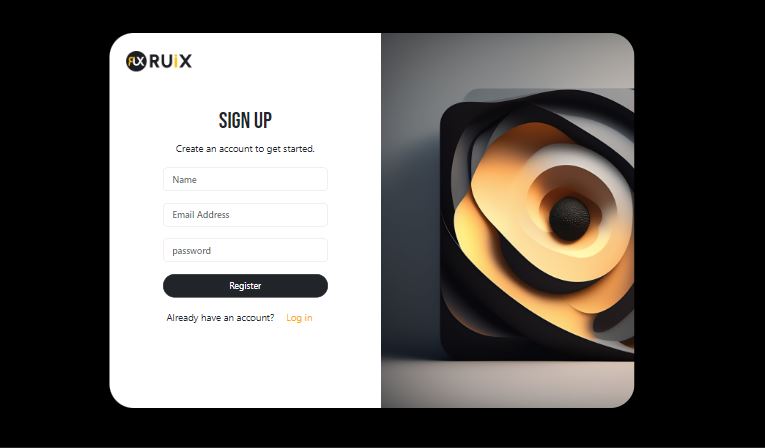 RUX RUIX
SIGN UP
Create an account to get started.
Name
Email Address
password
Register
Already have an account? Log in